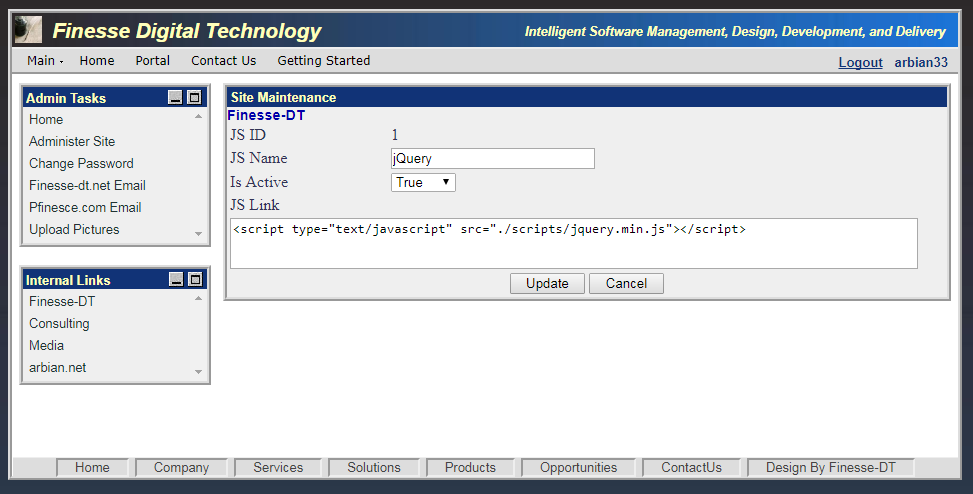 Finesse Digital Technology
Intelligent Software Management, Design, Development, and Delivery
Main Home Portal Contact Us Getting Started
Logout arbian33
Admin Tasks
Home
Administer Site
Change Password
Finesse-dt.net Email
Pfinesce.com Email
Upload Pictures
Internal Links
Finesse-DT
Consulting
Media
arbian.net
Site Maintenance
Finesse-DT
JS ID 1
JS Name jQuery
Is Active True
JS Link
<script type="text/javascript" src="./scripts/jquery.min.js"></script>
Update Cancel
Home Company Services Solutions Products Opportunities ContactUs Design By Finesse-DT